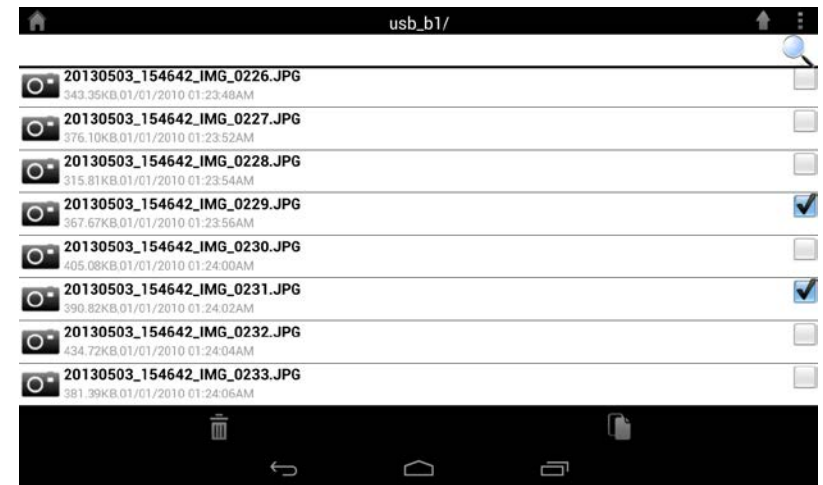 usb_b1/
20130503_154642_IMG_0226.JPG
343.35KB,01/01/2010 01:23:48AM
20130503_154642_IMG_0227.JPG
376.10KB,01/01/2010 01:23:52AM
20130503_154642_IMG_0228.JPG
315.81KB,01/01/2010 01:23:54AM
20130503_154642_IMG_0229.JPG
367.67KB,01/01/2010 01:23:56AM
20130503_154642_IMG_0230.JPG
405.08KB,01/01/2010 01:24:00AM
20130503_154642_IMG_0231.JPG
390.82KB,01/01/2010 01:24:02AM
20130503_154642_IMG_0232.JPG
434.72KB,01/01/2010 01:24:04AM
20130503_154642_IMG_0233.JPG
381.39KB,01/01/2010 01:24:06AM